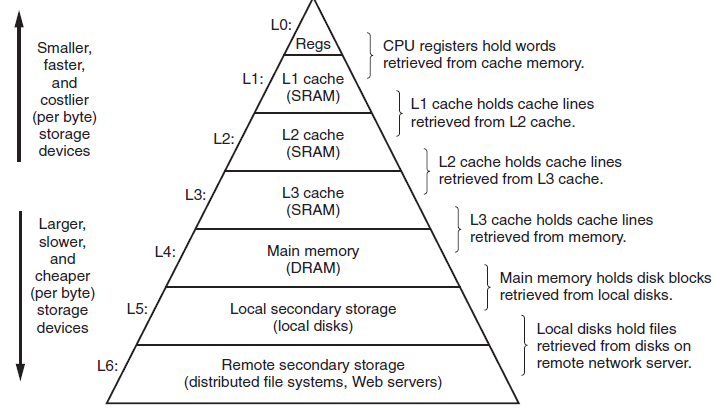 L0:
Regs
CPU registers hold words
retrieved from cache memory.
Smaller,
faster,
and
costlier
(per byte)
storage
devices
L1:
L1 cache
(SRAM)
L1 cache holds cache lines
retrieved from L2 cache.
L2:
L2 cache
(SRAM)
L2 cache holds cache lines
retrieved from L3 cache.
L3:
L3 cache
(SRAM)
L3 cache holds cache lines
retrieved from memory.
Larger,
slower,
and
cheaper
(per byte)
storage
devices
L4:
Main memory
(DRAM)
Main memory holds disk blocks
retrieved from local disks.
L5:
Local secondary storage
(local disks)
Local disks hold files
retrieved from disks on
remote network server.
L6:
Remote secondary storage
(distributed file systems, Web servers)